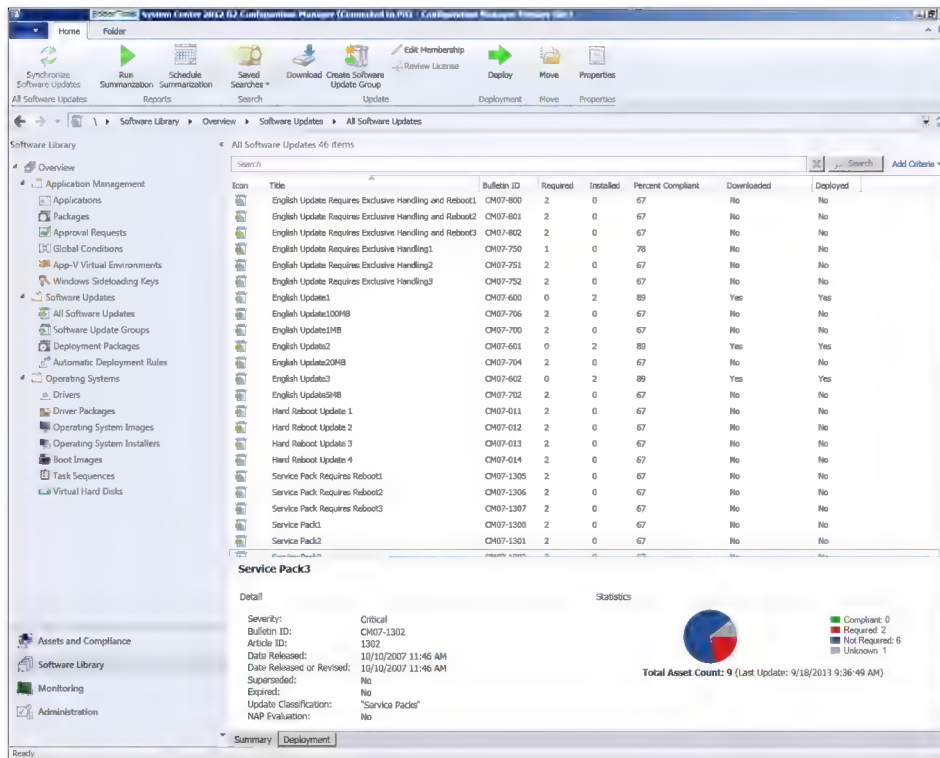 FolderTools System Center 2012 R2 Configuration Manager (Connected to
Home Folder
Synchronize Software Updates
Run Summarization
Schedule Summarization
Saved Searches
Download
Create Software Update Group
Edit Membership
Review License
Deploy
Move
Properties
All Software Updates Reports Search Update Deployment Move Properties
\ Software Library Overview Software Updates All Software Updates
Software Library
Overview
Application Management
Applications
Packages
Approval Requests
Global Conditions
App-V Virtual Environments
Windows Sideloading Keys
Software Updates
All Software Updates
Software Update Groups
Deployment Packages
Automatic Deployment Rules
Operating Systems
Drivers
Driver Packages
Operating System Images
Operating System Installers
Boot Images
Task Sequences
Virtual Hard Disks
Assets and Compliance
Software Library
Monitoring
Administration
All Software Updates 46 items
Search Search Add Criteria
Icon Title Bulletin ID Required Installed Percent Compliant Downloaded Deployed
English Update Requires Exclusive Handling and Reboot1 CM07-800 2 0 67 No No
English Update Requires Exclusive Handling and Reboot2 CM07-801 2 0 67 No No
English Update Requires Exclusive Handling and Reboot3 CM07-802 2 0 67 No No
English Update Requires Exclusive Handling1 CM07-750 1 0 78 No No
English Update Requires Exclusive Handling2 CM07-751 2 0 67 No No
English Update Requires Exclusive Handling3 CM07-752 2 0 67 No No
English Update1 CM07-600 0 2 89 Yes Yes
English Update100MB CM07-706 2 0 67 No No
English Update1MB CM07-700 2 0 67 No No
English Update2 CM07-601 0 2 89 Yes Yes
English Update20MB CM07-704 2 0 67 No No
English Update3 CM07-602 0 2 89 Yes Yes
English Update5MB CM07-702 2 0 67 No No
Hard Reboot Update 1 CM07-011 2 0 67 No No
Hard Reboot Update 2 CM07-012 2 0 67 No No
Hard Reboot Update 3 CM07-013 2 0 67 No No
Hard Reboot Update 4 CM07-014 2 0 67 No No
Service Pack Requires Reboot1 CM07-1305 2 0 67 No No
Service Pack Requires Reboot2 CM07-1306 2 0 67 No No
Service Pack Requires Reboot3 CM07-1307 2 0 67 No No
Service Pack1 CM07-1300 2 0 67 No No
Service Pack2 CM07-1301 2 0 67 No No
Service Pack3
Detail
Severity: Critical
Bulletin ID: CM07-1302
Article ID: 1302
Date Released: 10/10/2007 11:46 AM
Date Released or Revised: 10/10/2007 11:46 AM
Superseded: No
Expired: No
Update Classification: "Service Packs"
NAP Evaluation: No
Statistics
Compliant: 0
Required: 2
Not Required: 6
Unknown: 1
Total Asset Count: 9 (Last Update: 9/18/2013 9:36:49 AM)
Summary Deployment
Ready